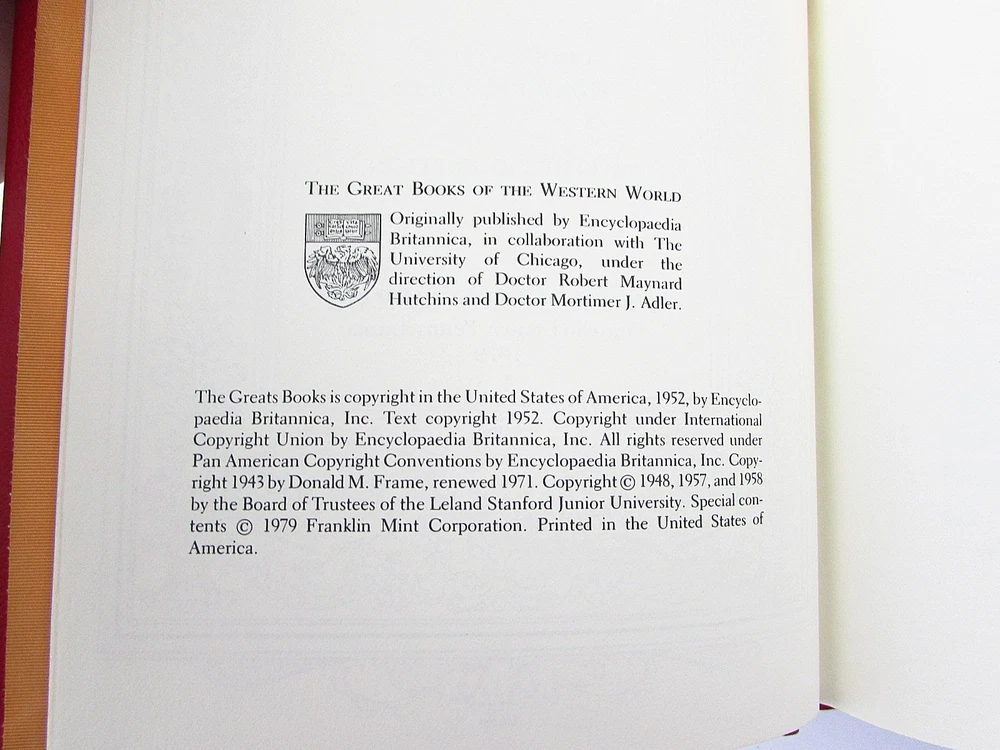 The Great Books of the Western World
Originally published by Encyclopaedia
Britannica, in collaboration with The
University of Chicago, under the
direction of Doctor Robert Maynard
Hutchins and Doctor Mortimer J. Adler.
The Greats Books is copyright in the United States of America, 1952, by Encyclo-
paedia Britannica, Inc. Text copyright 1952. Copyright under International
Copyright Union by Encyclopaedia Britannica, Inc. All rights reserved under
Pan American Copyright Conventions by Encyclopaedia Britannica, Inc. Copy-
right 1943 by Donald M. Frame, renewed 1971. Copyright © 1948, 1957, and 1958
by the Board of Trustees of the Leland Stanford Junior University. Special con-
tents © 1979 Franklin Mint Corporation. Printed in the United States of
America.